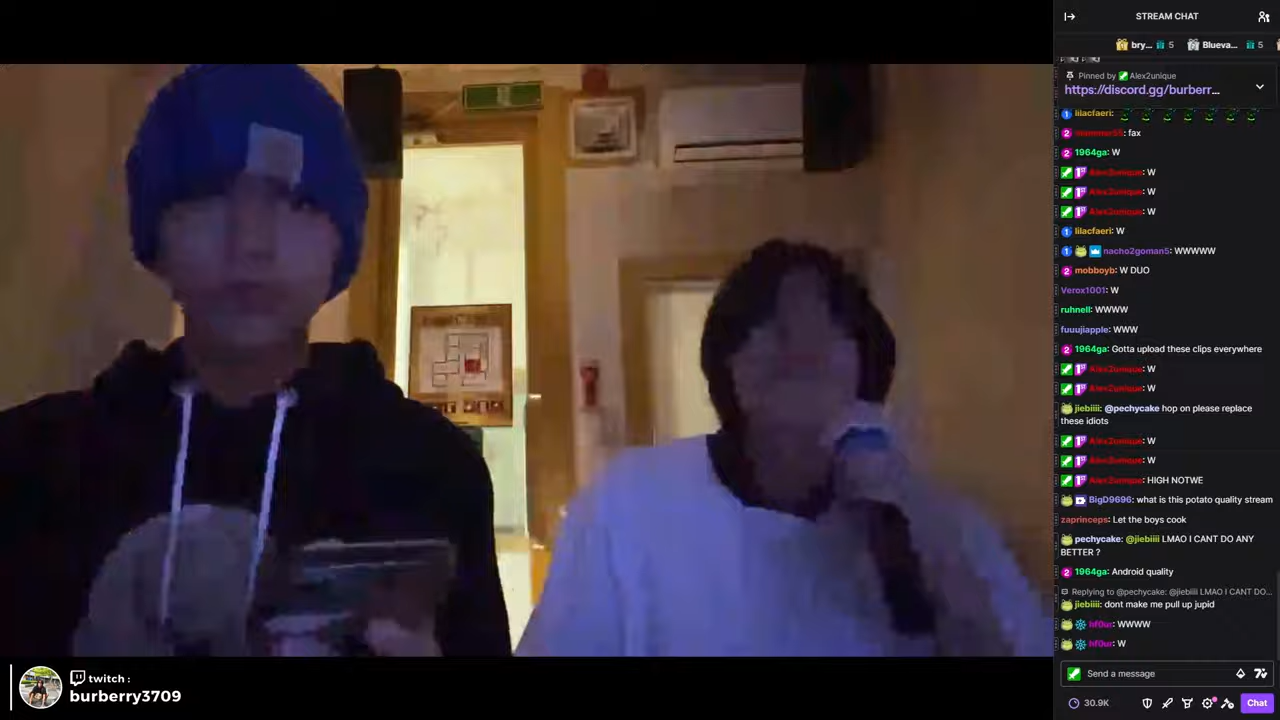 STREAM CHAT
bry... 5
Blueva... 5
Pinned by Alex2unique
https://discord.gg/burberr...
lilacfaeri:
fax
1964ga: W
Alex2unique: W
Alex2unique: W
Alex2unique: W
lilacfaeri: W
nacho2goman5: WWWWW
mobboyb: W DUO
Verox1001: W
ruhnell: WWWW
fuuujiapple: WWW
1964ga: Gotta upload these clips everywhere
Alex2unique: W
Alex2unique: W
jiebiiii: @pechycake hop on please replace
these idiots
Alex2unique: W
Alex2unique: W
Alex2unique: HIGH NOTWE
BigD9696: what is this potato quality stream
zaprinceps: Let the boys cook
pechycake: @jiebiiii LMAO I CANT DO ANY
BETTER ?
1964ga: Android quality
Replying to @pechycake: @jiebiiii LMAO I CANT DO...
jiebiiii: dont make me pull up jupid
hf0ur: WWWW
hf0ur: W
Send a message
30.9K
Chat
twitch :
burberry3709